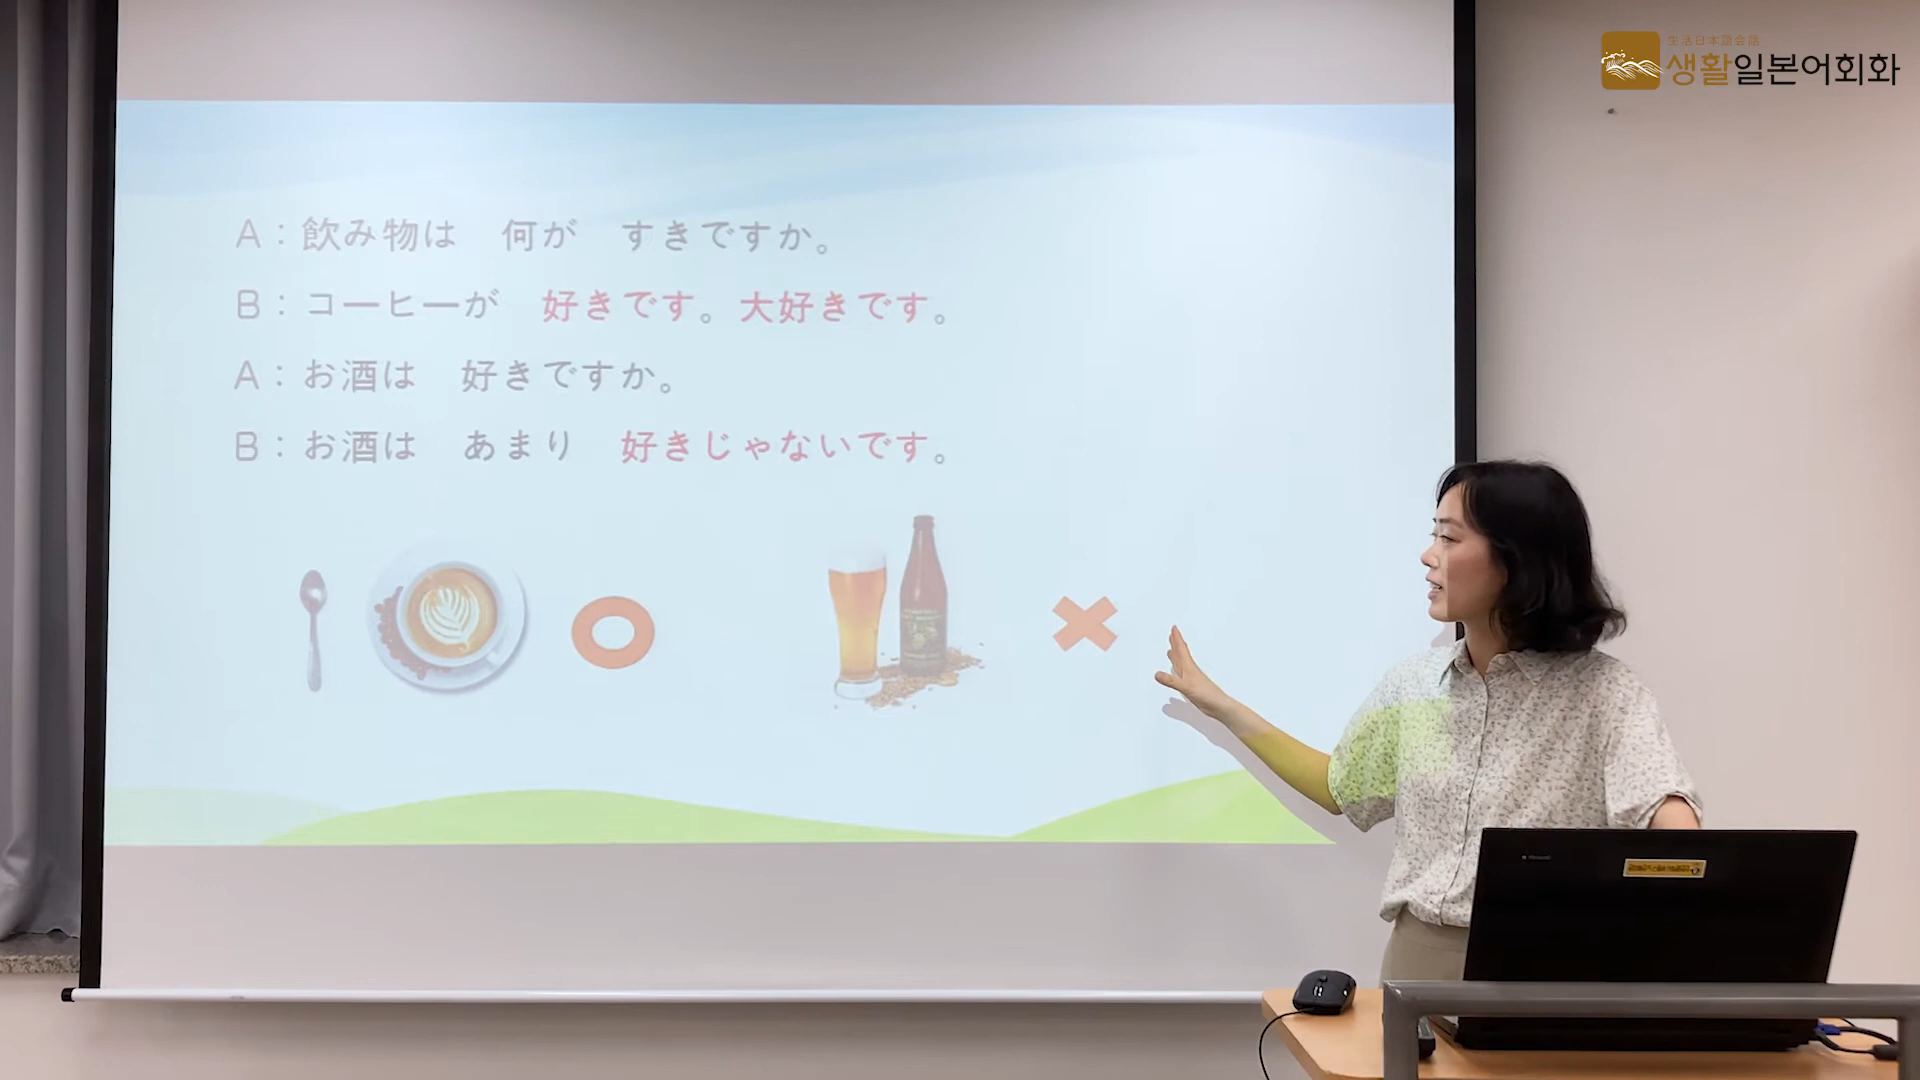 生活日本語会話
생활일본어회화
A：飲み物は　何が　すきですか。
B：コーヒーが　好きです。大好きです。
A：お酒は　好きですか。
B：お酒は　あまり　好きじゃないです。